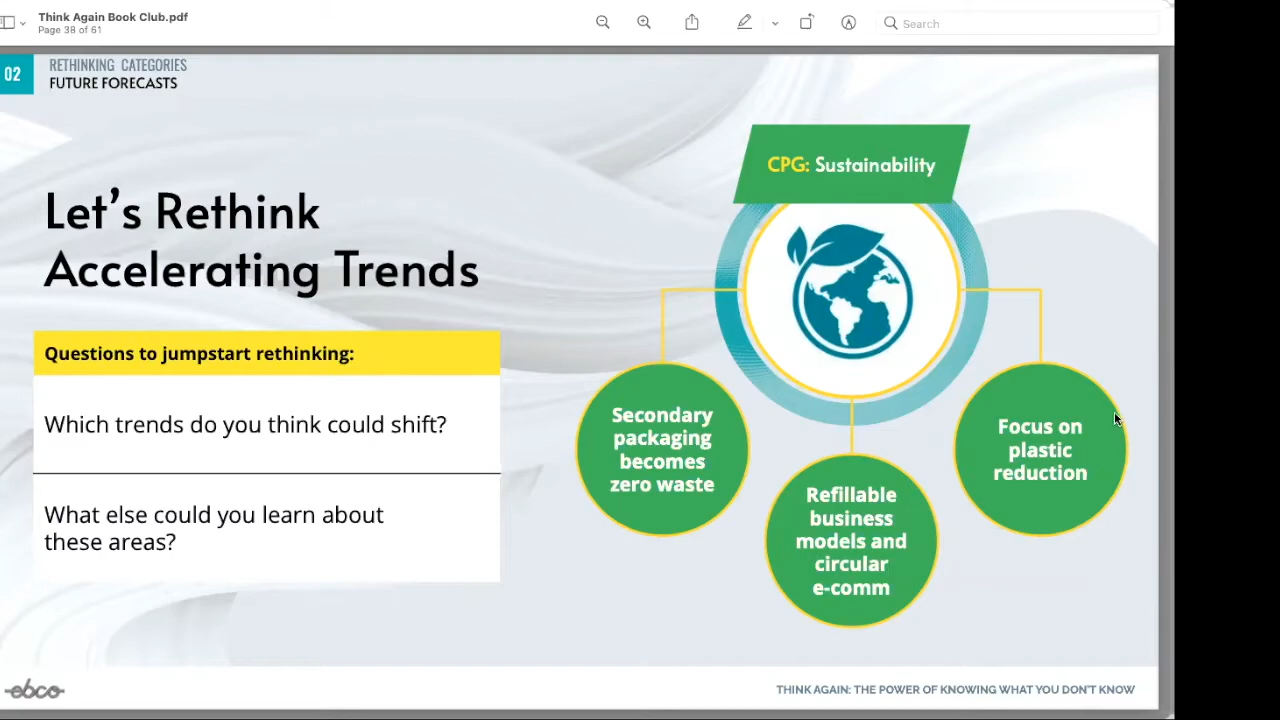 Think Again Book Club.pdf
Page 38 of 61
Search
02
RETHINKING CATEGORIES
FUTURE FORECASTS
CPG: Sustainability
Let's Rethink
Accelerating Trends
Questions to jumpstart rethinking:
Which trends do you think could shift?
What else could you learn about
these areas?
Secondary
packaging
becomes
zero waste
Refillable
business
models and
circular
e-comm
Focus on
plastic
reduction
ebco
THINK AGAIN: THE POWER OF KNOWING WHAT YOU DON'T KNOW